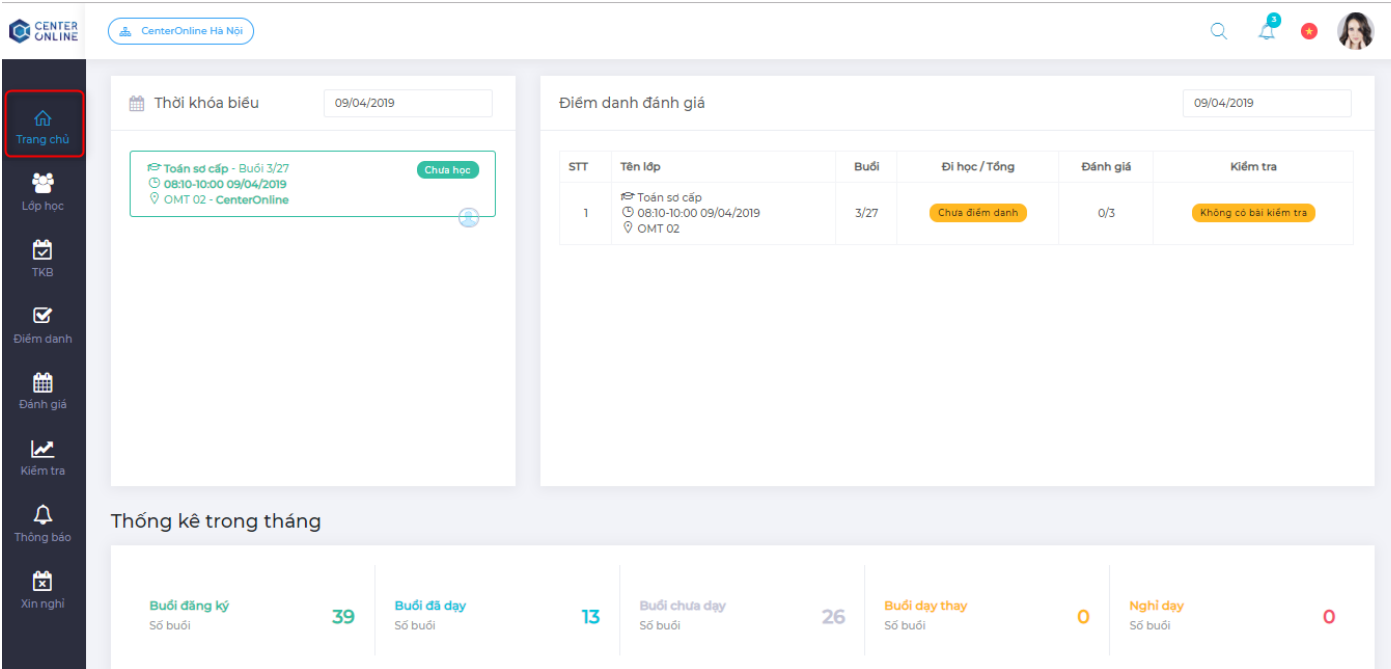 CENTER
ONLINE
CenterOnline Hà Nội
3
Trang chủ
Lớp học
TKB
Điểm danh
Đánh giá
Kiểm tra
Thông báo
Xin nghỉ
Thời khóa biểu
09/04/2019
Toán sơ cấp - Buổi 3/27
Chưa học
08:10-10:00 09/04/2019
OMT 02 - CenterOnline
Điểm danh đánh giá
09/04/2019
STT Tên lớp Buổi Đi học / Tổng Đánh giá Kiểm tra
Toán sơ cấp
1 08:10-10:00 09/04/2019 3/27 Chưa điểm danh 0/3 Không có bài kiểm tra
OMT 02
Thống kê trong tháng
Buổi đăng ký
Số buổi
39
Buổi đã dạy
Số buổi
13
Buổi chưa dạy
Số buổi
26
Buổi dạy thay
Số buổi
0
Nghỉ dạy
Số buổi
0